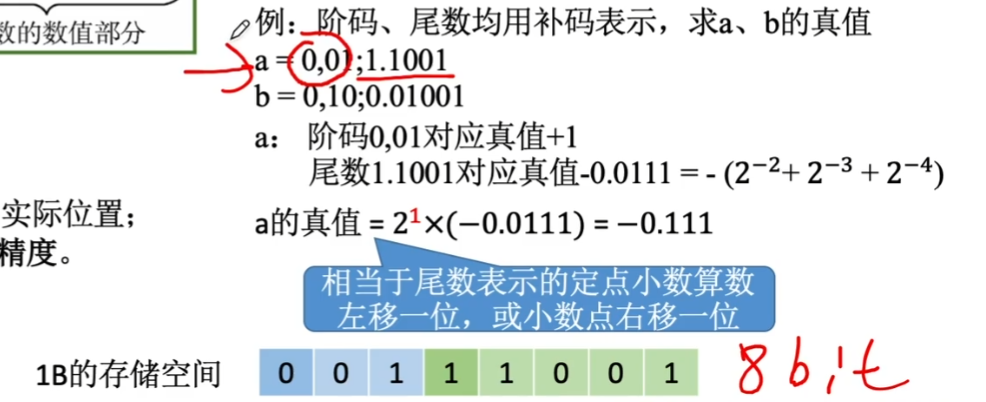 数的数值部分
例：阶码、尾数均用补码表示，求a、b的真值
a = 0,01;1.1001
b = 0,10;0.01001
a： 阶码0,01对应真值+1
尾数1.1001对应真值-0.0111 = - (2⁻²+ 2⁻³ + 2⁻⁴)
实际位置；
a的真值 = 2¹×(−0.0111) = −0.111
精度。
相当于尾数表示的定点小数算数
左移一位，或小数点右移一位
1B的存储空间 0 0 1 1 1 0 0 1 8bit